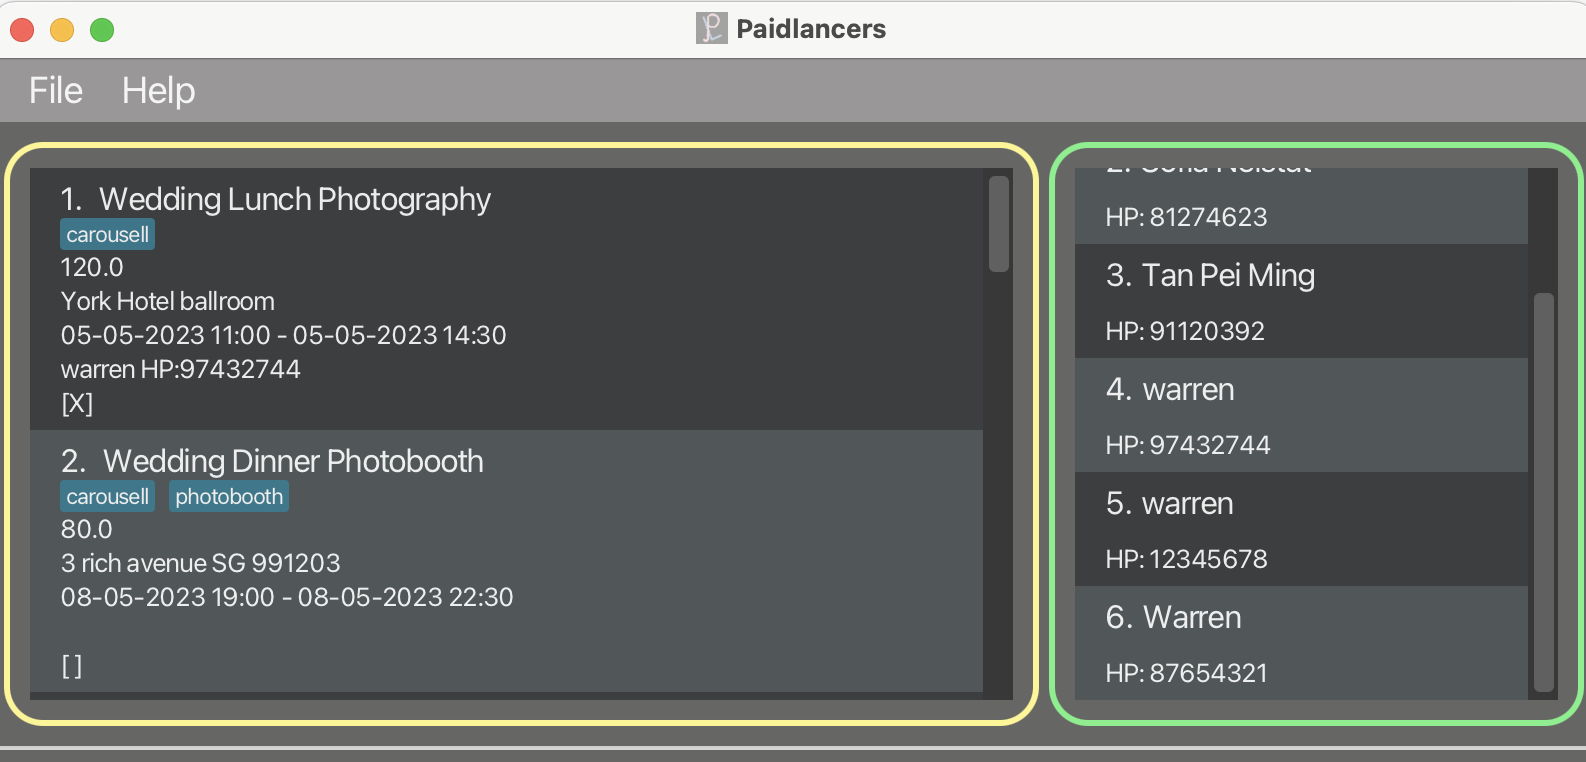 Paidlancers
File Help
1. Wedding Lunch Photography
carousell
120.0
York Hotel ballroom
05-05-2023 11:00 - 05-05-2023 14:30
warren HP:97432744
[X]
2. Wedding Dinner Photobooth
carousell photobooth
80.0
3 rich avenue SG 991203
08-05-2023 19:00 - 08-05-2023 22:30
[ ]
HP: 81274623
3. Tan Pei Ming
HP: 91120392
4. warren
HP: 97432744
5. warren
HP: 12345678
6. Warren
HP: 87654321